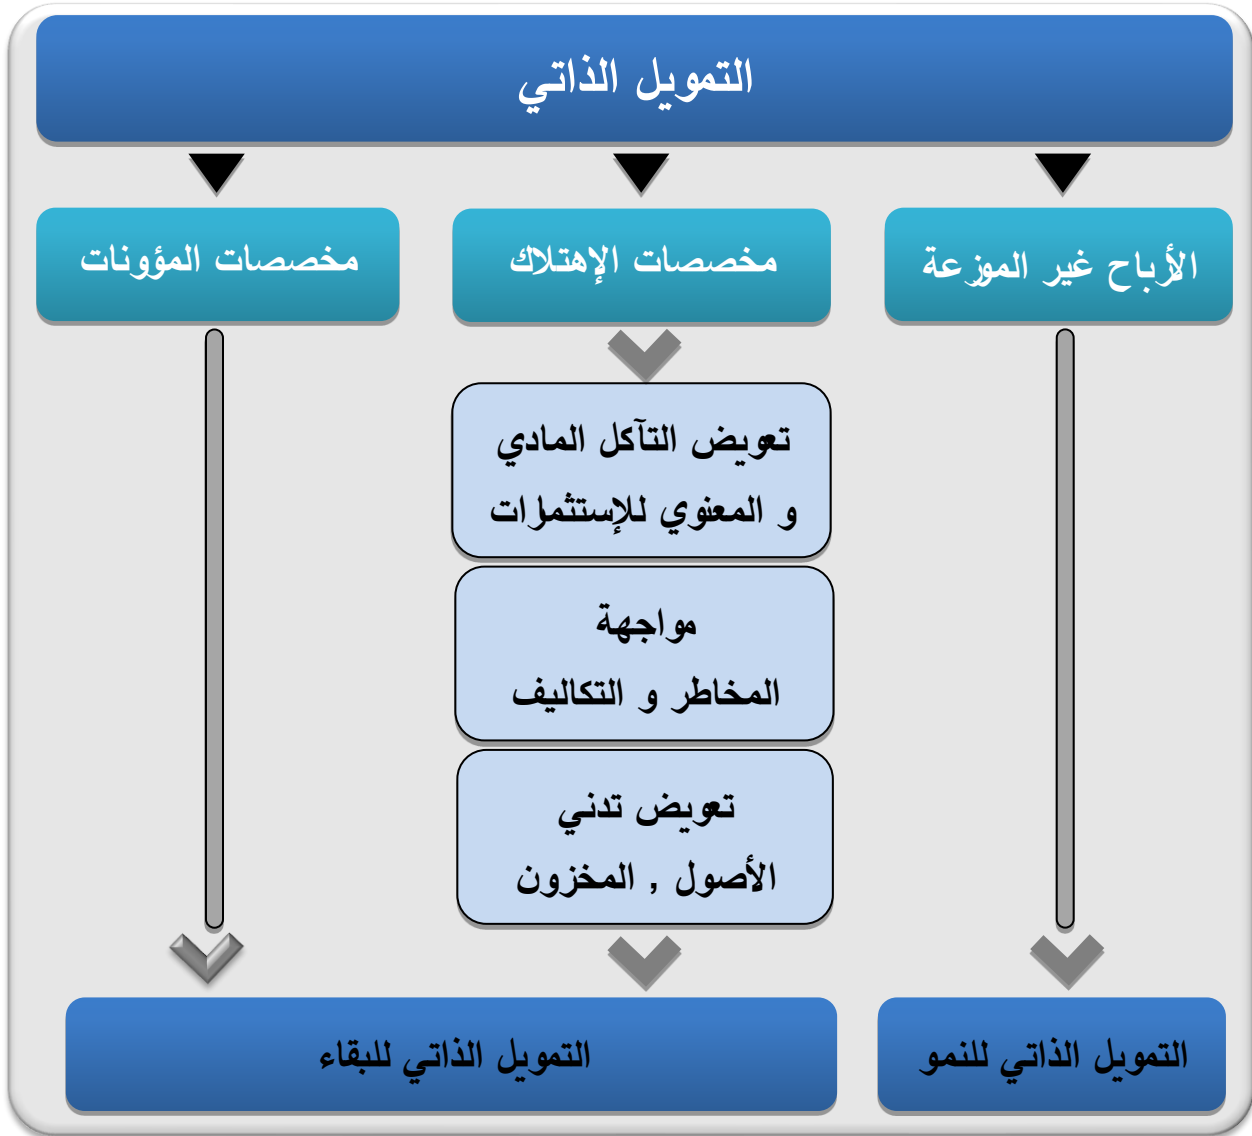 التمويل الذاتي
الأرباح غير الموزعة
مخصصات الإهتلاك
مخصصات المؤونات
تعويض التآكل المادي
و المعنوي للإستثمارات
مواجهة
المخاطر و التكاليف
تعويض تدني
الأصول , المخزون
التمويل الذاتي للنمو
التمويل الذاتي للبقاء